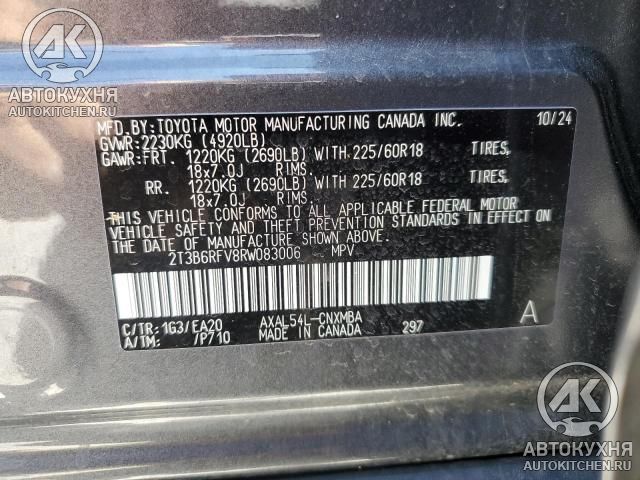 AK
АВТОКУХНЯ
AUTOKITCHEN.RU
MFD. BY: TOYOTA MOTOR MANUFACTURING CANADA INC. 10/24
GVWR: 2230KG (4920LB)
GAWR: FRT. 1220KG (2690LB) WITH 225/60R18 TIRES,
18x7.0J RIMS.
RR. 1220KG (2690LB) WITH 225/60R18 TIRES,
18x7.0J RIMS.
THIS VEHICLE CONFORMS TO ALL APPLICABLE FEDERAL MOTOR
VEHICLE SAFETY AND THEFT PREVENTION STANDARDS IN EFFECT ON
THE DATE OF MANUFACTURE SHOWN ABOVE.
2T3B6RFV8RW083006 MPV
C/TR: 1G3/EA20 AXAL54L-CNXMBA A
A/TM: /P710 MADE IN CANADA 297
AK
АВТОКУХНЯ
WWW.AUTOKITCHEN.RU